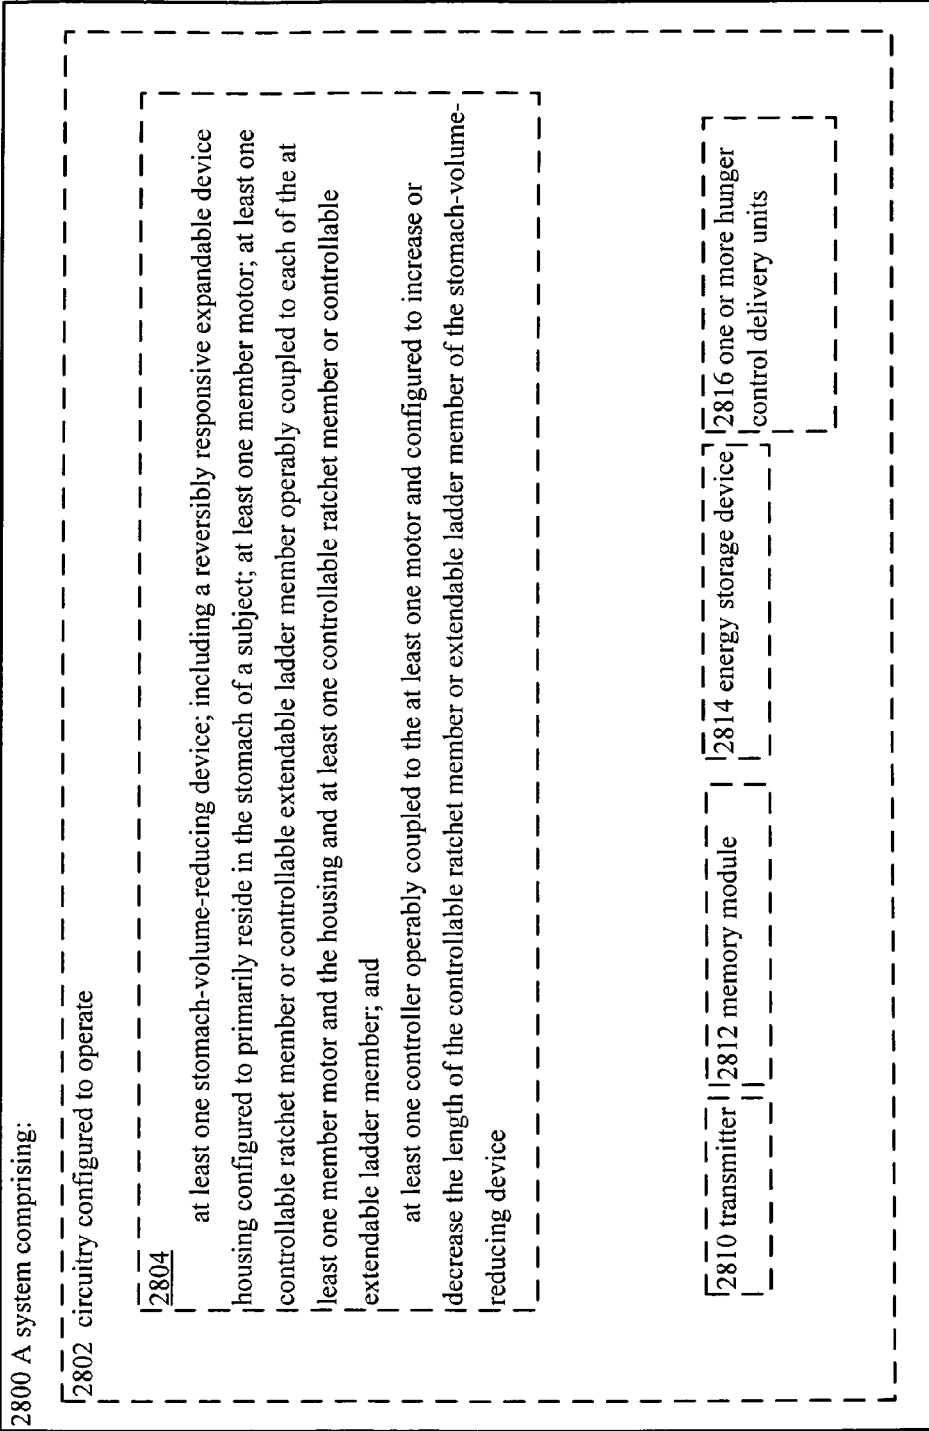 2800 A system comprising:
2802 circuitry configured to operate
2804
at least one stomach-volume-reducing device; including a reversibly responsive expandable device
housing configured to primarily reside in the stomach of a subject; at least one member motor; at least one
controllable ratchet member or controllable extendable ladder member operably coupled to each of the at
least one member motor and the housing and at least one controllable ratchet member or controllable
extendable ladder member; and
at least one controller operably coupled to the at least one motor and configured to increase or
decrease the length of the controllable ratchet member or extendable ladder member of the stomach-volume-
reducing device
2810 transmitter
2812 memory module
2814 energy storage device
2816 one or more hunger
control delivery units